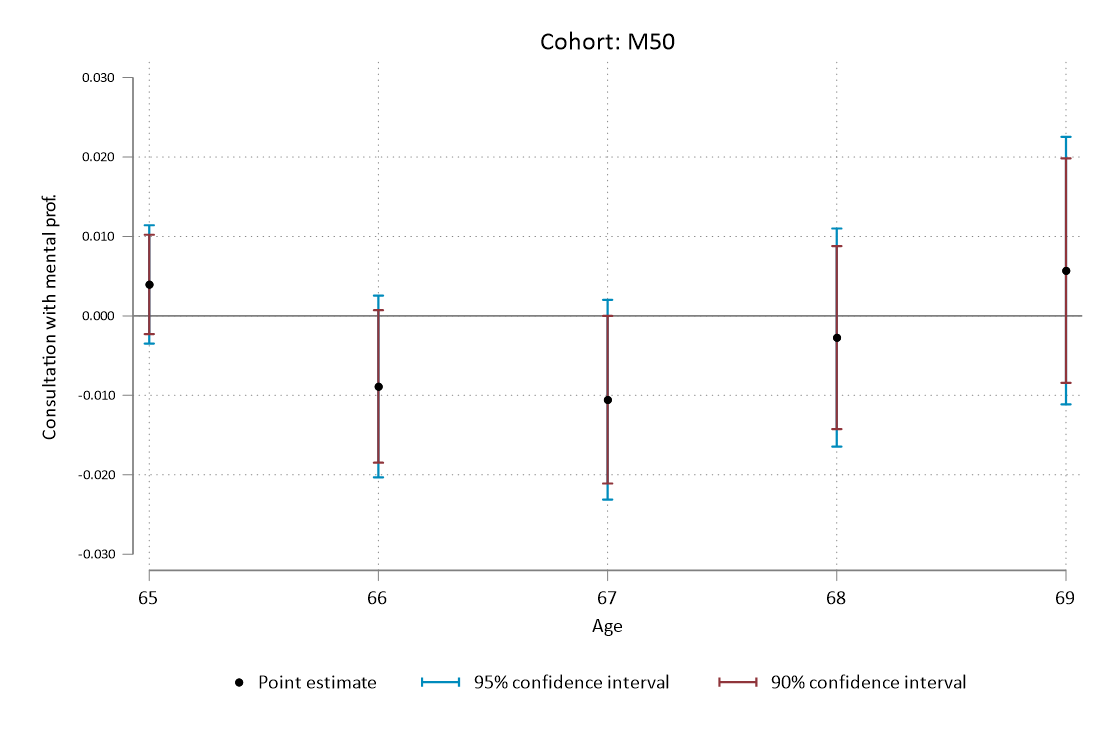 Cohort: M50
0.030
0.020
0.010
0.000
-0.010
-0.020
-0.030
Consultation with mental prof.
65 66 67 68 69
Age
Point estimate 95% confidence interval 90% confidence interval